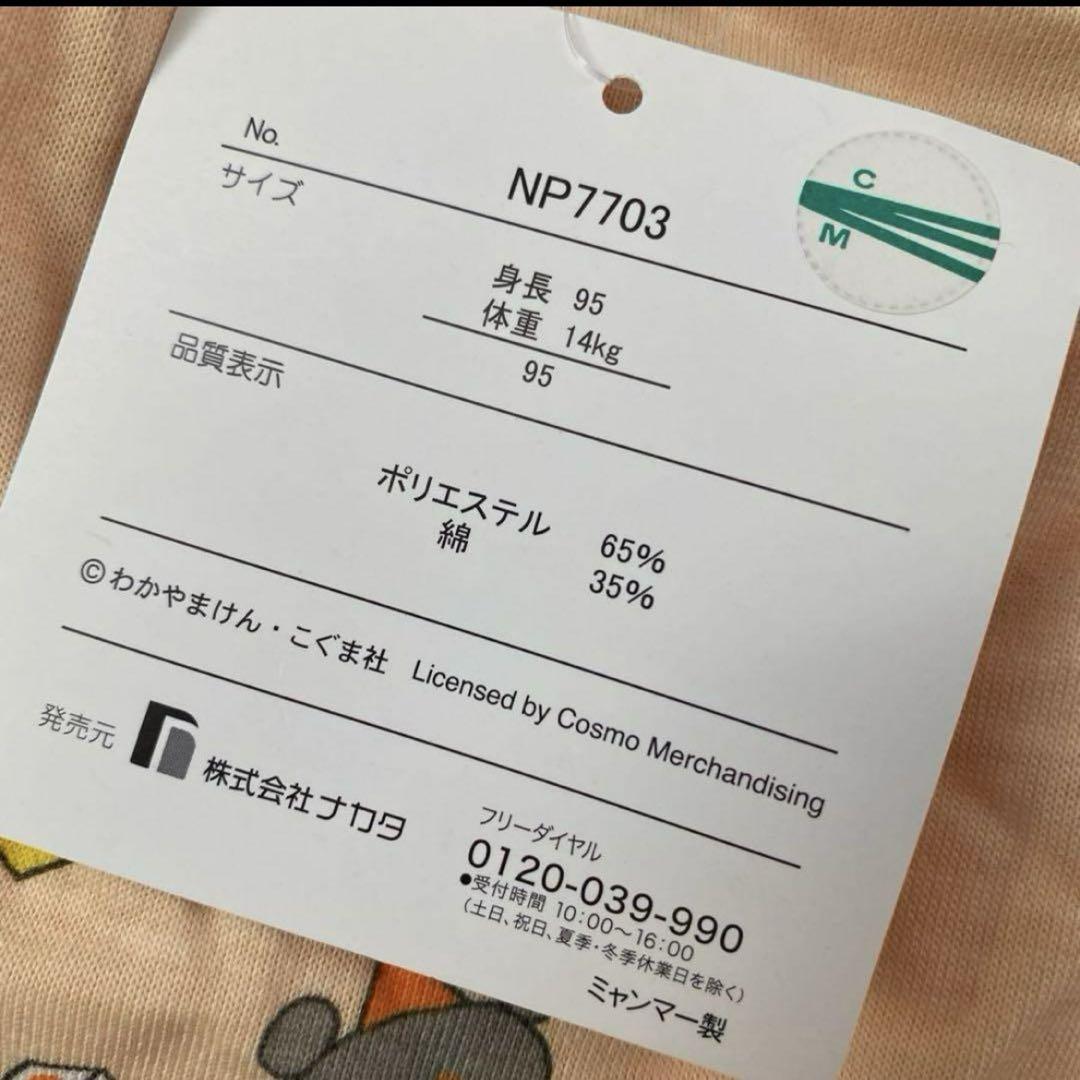 No.
NP7703
C
M
サイズ
身長 95
体重 14kg
95
品質表示
ポリエステル 65%
綿 35%
©わかやまけん・こぐま社 Licensed by Cosmo Merchandising
発売元
株式会社ナカタ
フリーダイヤル
0120-039-990
●受付時間 10:00～16:00
(土日、祝日、夏季・冬季休業日を除く)
ミャンマー製